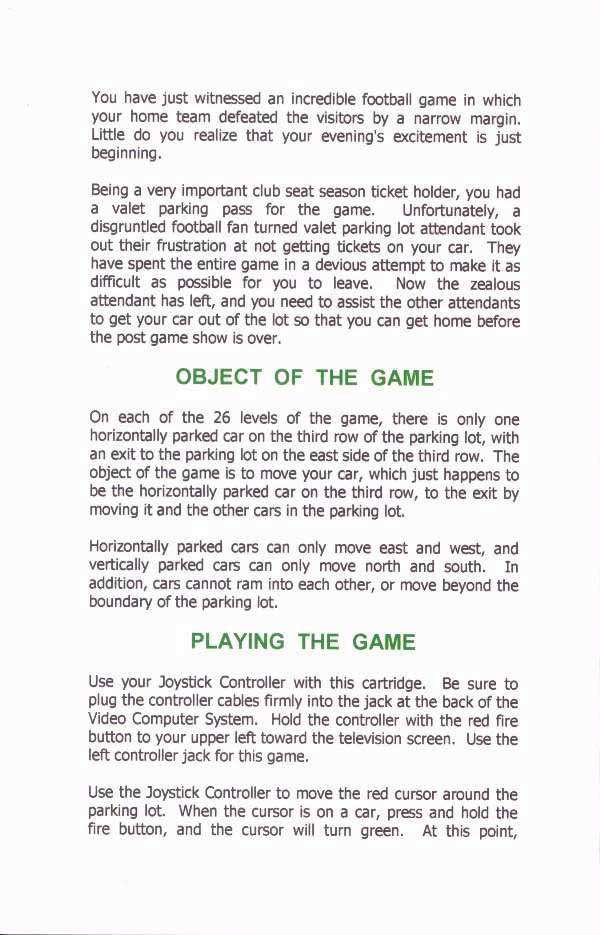 You have just witnessed an incredible football game in which
your home team defeated the visitors by a narrow margin.
Little do you realize that your evening's excitement is just
beginning.
Being a very important club seat season ticket holder, you had
a valet parking pass for the game. Unfortunately, a
disgruntled football fan turned valet parking lot attendant took
out their frustration at not getting tickets on your car. They
have spent the entire game in a devious attempt to make it as
difficult as possible for you to leave. Now the zealous
attendant has left, and you need to assist the other attendants
to get your car out of the lot so that you can get home before
the post game show is over.
OBJECT OF THE GAME
On each of the 26 levels of the game, there is only one
horizontally parked car on the third row of the parking lot, with
an exit to the parking lot on the east side of the third row. The
object of the game is to move your car, which just happens to
be the horizontally parked car on the third row, to the exit by
moving it and the other cars in the parking lot.
Horizontally parked cars can only move east and west, and
vertically parked cars can only move north and south. In
addition, cars cannot ram into each other, or move beyond the
boundary of the parking lot.
PLAYING THE GAME
Use your Joystick Controller with this cartridge. Be sure to
plug the controller cables firmly into the jack at the back of the
Video Computer System. Hold the controller with the red fire
button to your upper left toward the television screen. Use the
left controller jack for this game.
Use the Joystick Controller to move the red cursor around the
parking lot. When the cursor is on a car, press and hold the
fire button, and the cursor will turn green. At this point,